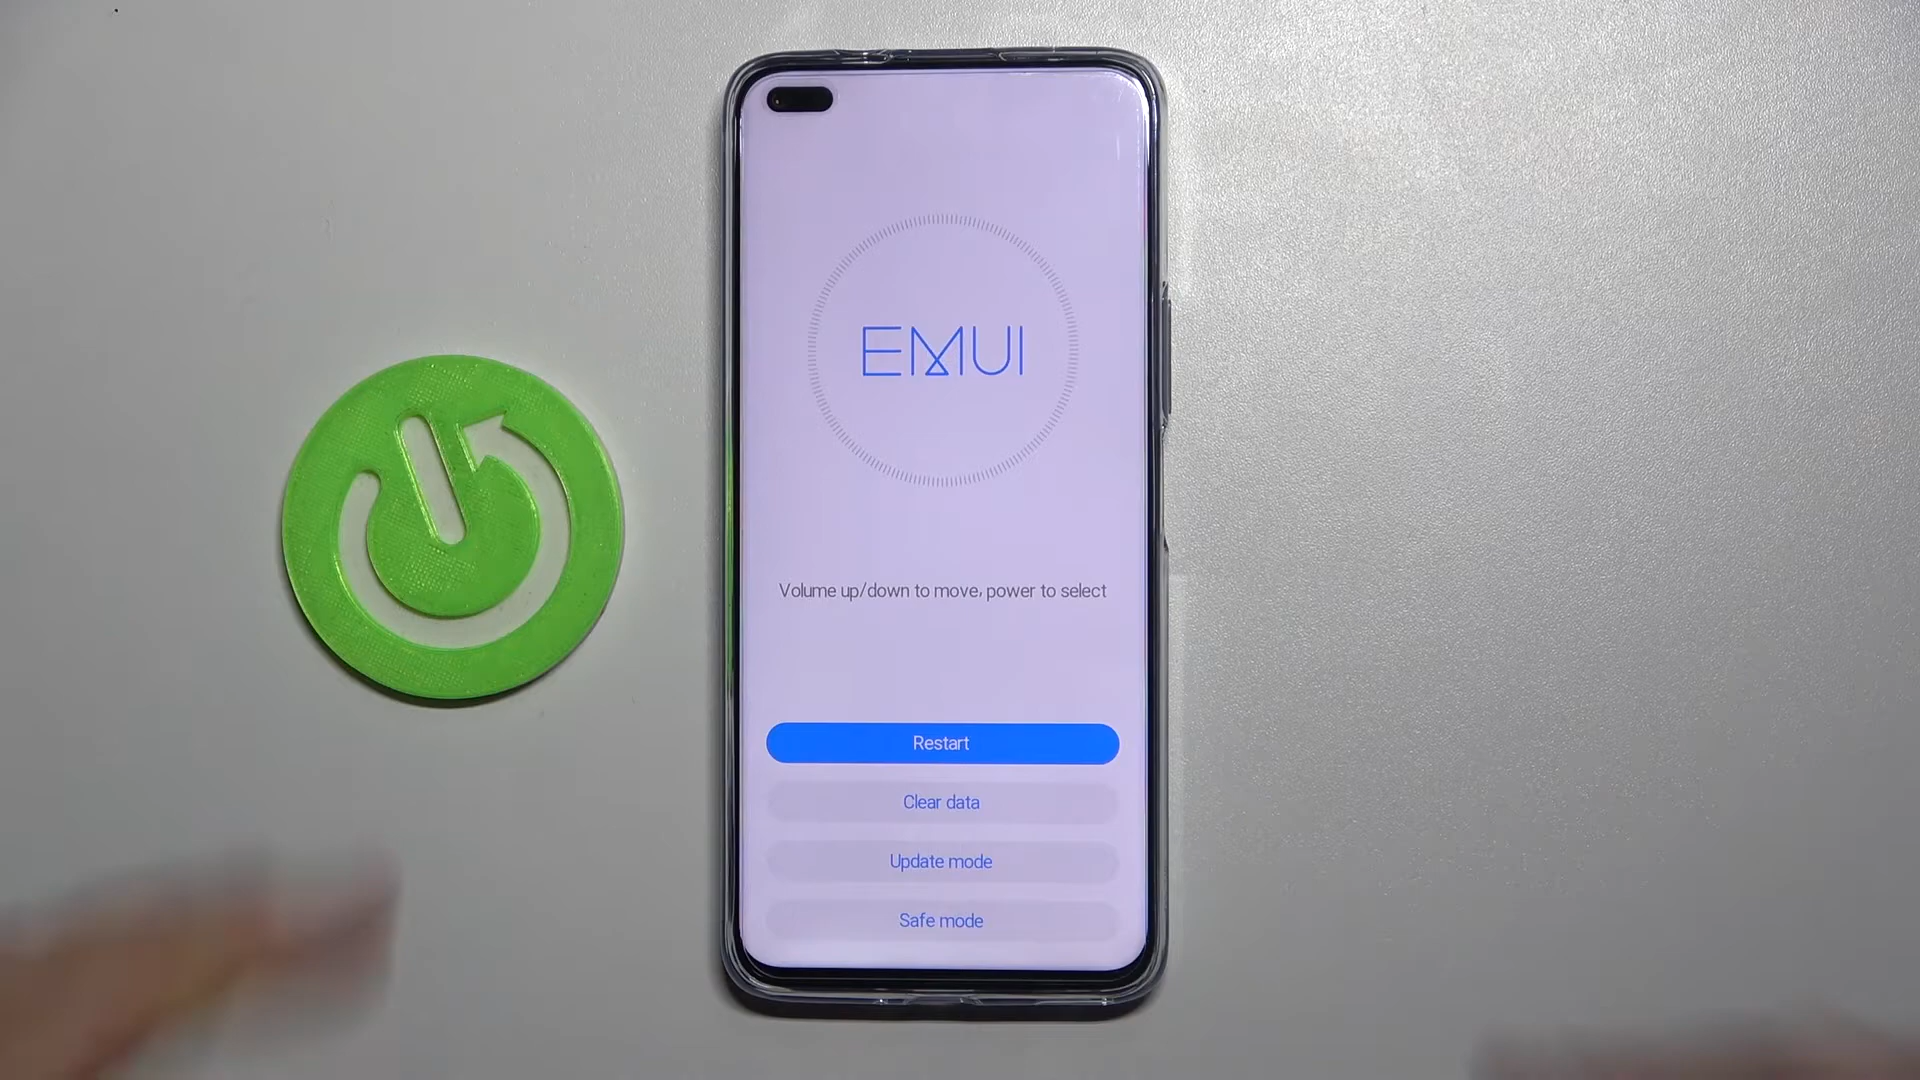 EMUI
Volume up/down to move, power to select
Restart
Clear data
Update mode
Safe mode